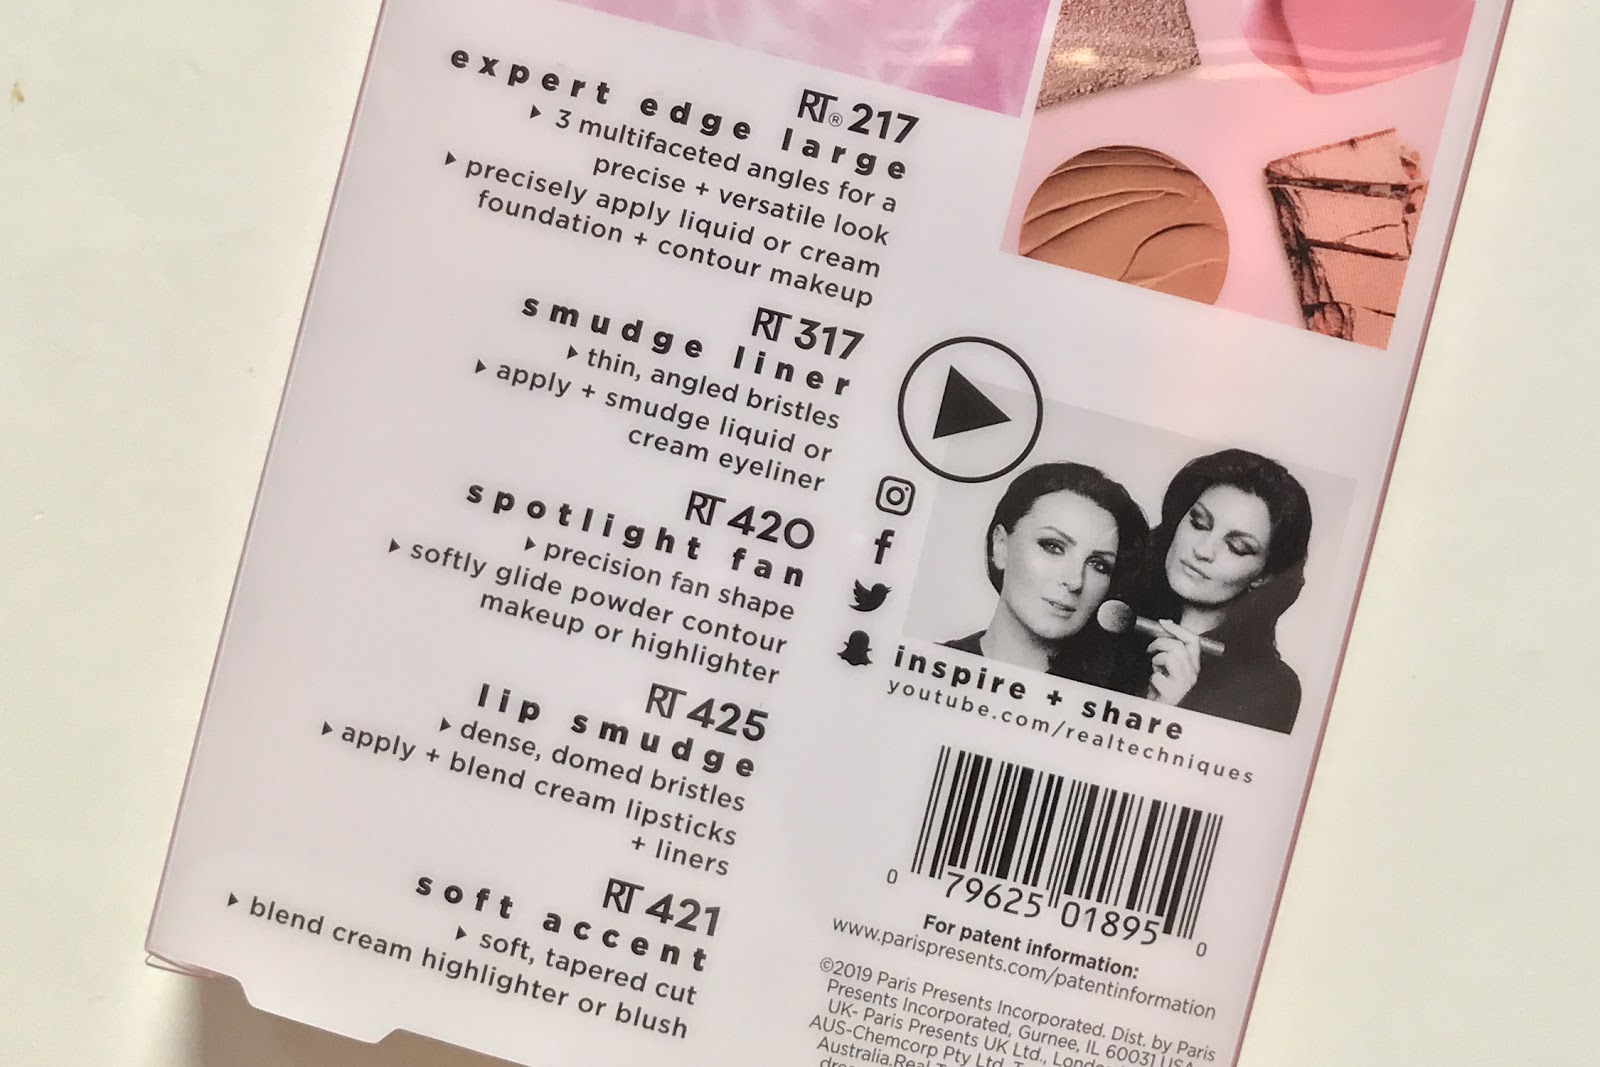 RT® 217
expert edge large
▸ 3 multifaceted angles for a
precise + versatile look
▸ precisely apply liquid or cream
foundation + contour makeup
RT 317
smudge liner
▸ thin, angled bristles
▸ apply + smudge liquid or
cream eyeliner
RT 420
spotlight fan
▸ precision fan shape
▸ softly glide powder contour
makeup or highlighter
RT 425
lip smudge
▸ dense, domed bristles
▸ apply + blend cream lipsticks
+ liners
RT 421
soft accent
▸ soft, tapered cut
▸ blend cream highlighter or blush
inspire + share
youtube.com/realtechniques
0 79625 01895 0
For patent information:
www.parispresents.com/patentinformation
©2019 Paris Presents Incorporated. Dist. by Paris
Presents Incorporated, Gurnee, IL 60031 USA
UK- Paris Presents UK Ltd., London
AUS-Chemcorp Pty Ltd.
Australia. Real